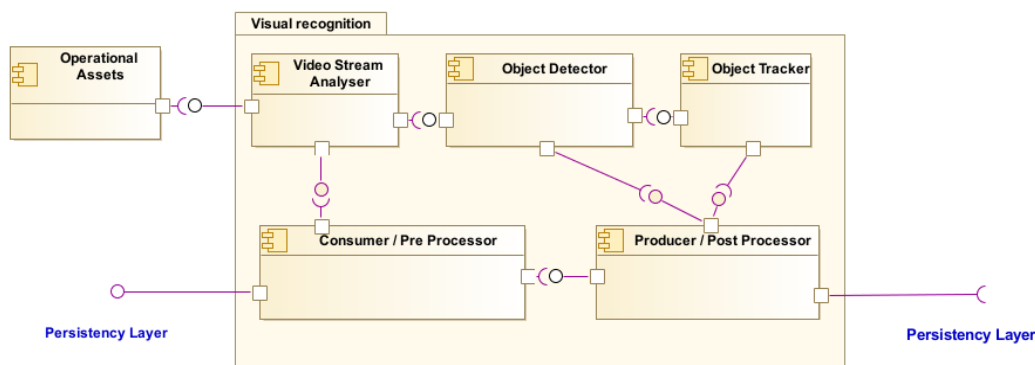 Visual recognition
Operational
Assets
Video Stream
Analyser
Object Detector
Object Tracker
Consumer / Pre Processor
Producer / Post Processor
Persistency Layer
Persistency Layer